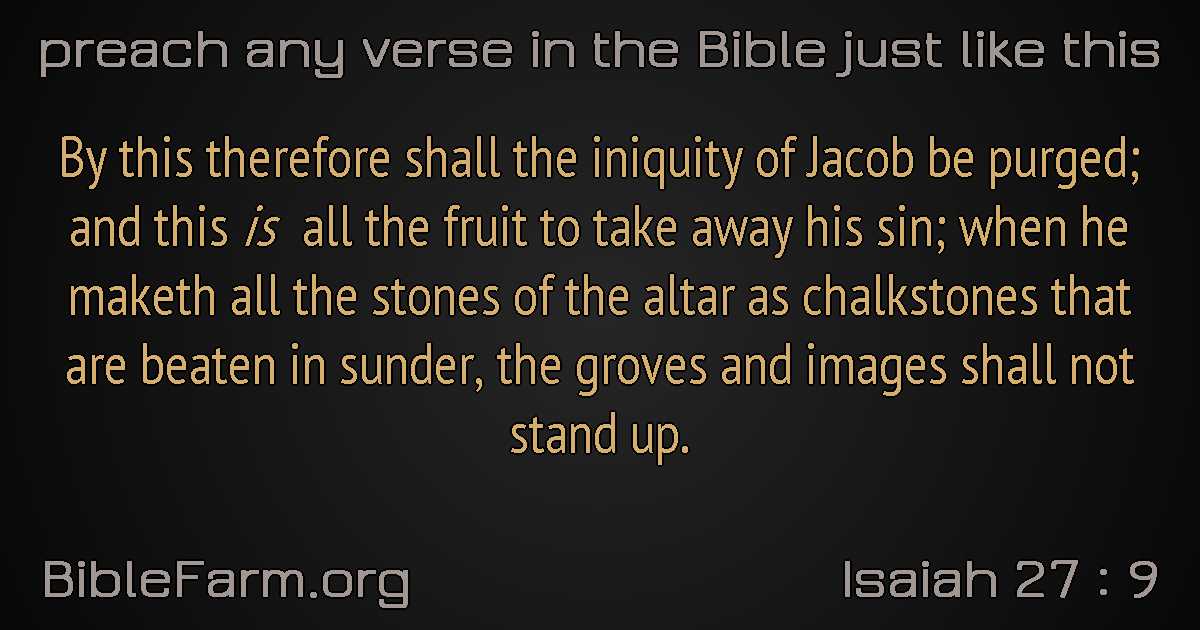 preach any verse in the Bible just like this
By this therefore shall the iniquity of Jacob be purged;
and this is all the fruit to take away his sin; when he
maketh all the stones of the altar as chalkstones that
are beaten in sunder, the groves and images shall not
stand up.
BibleFarm.org
Isaiah 27 : 9